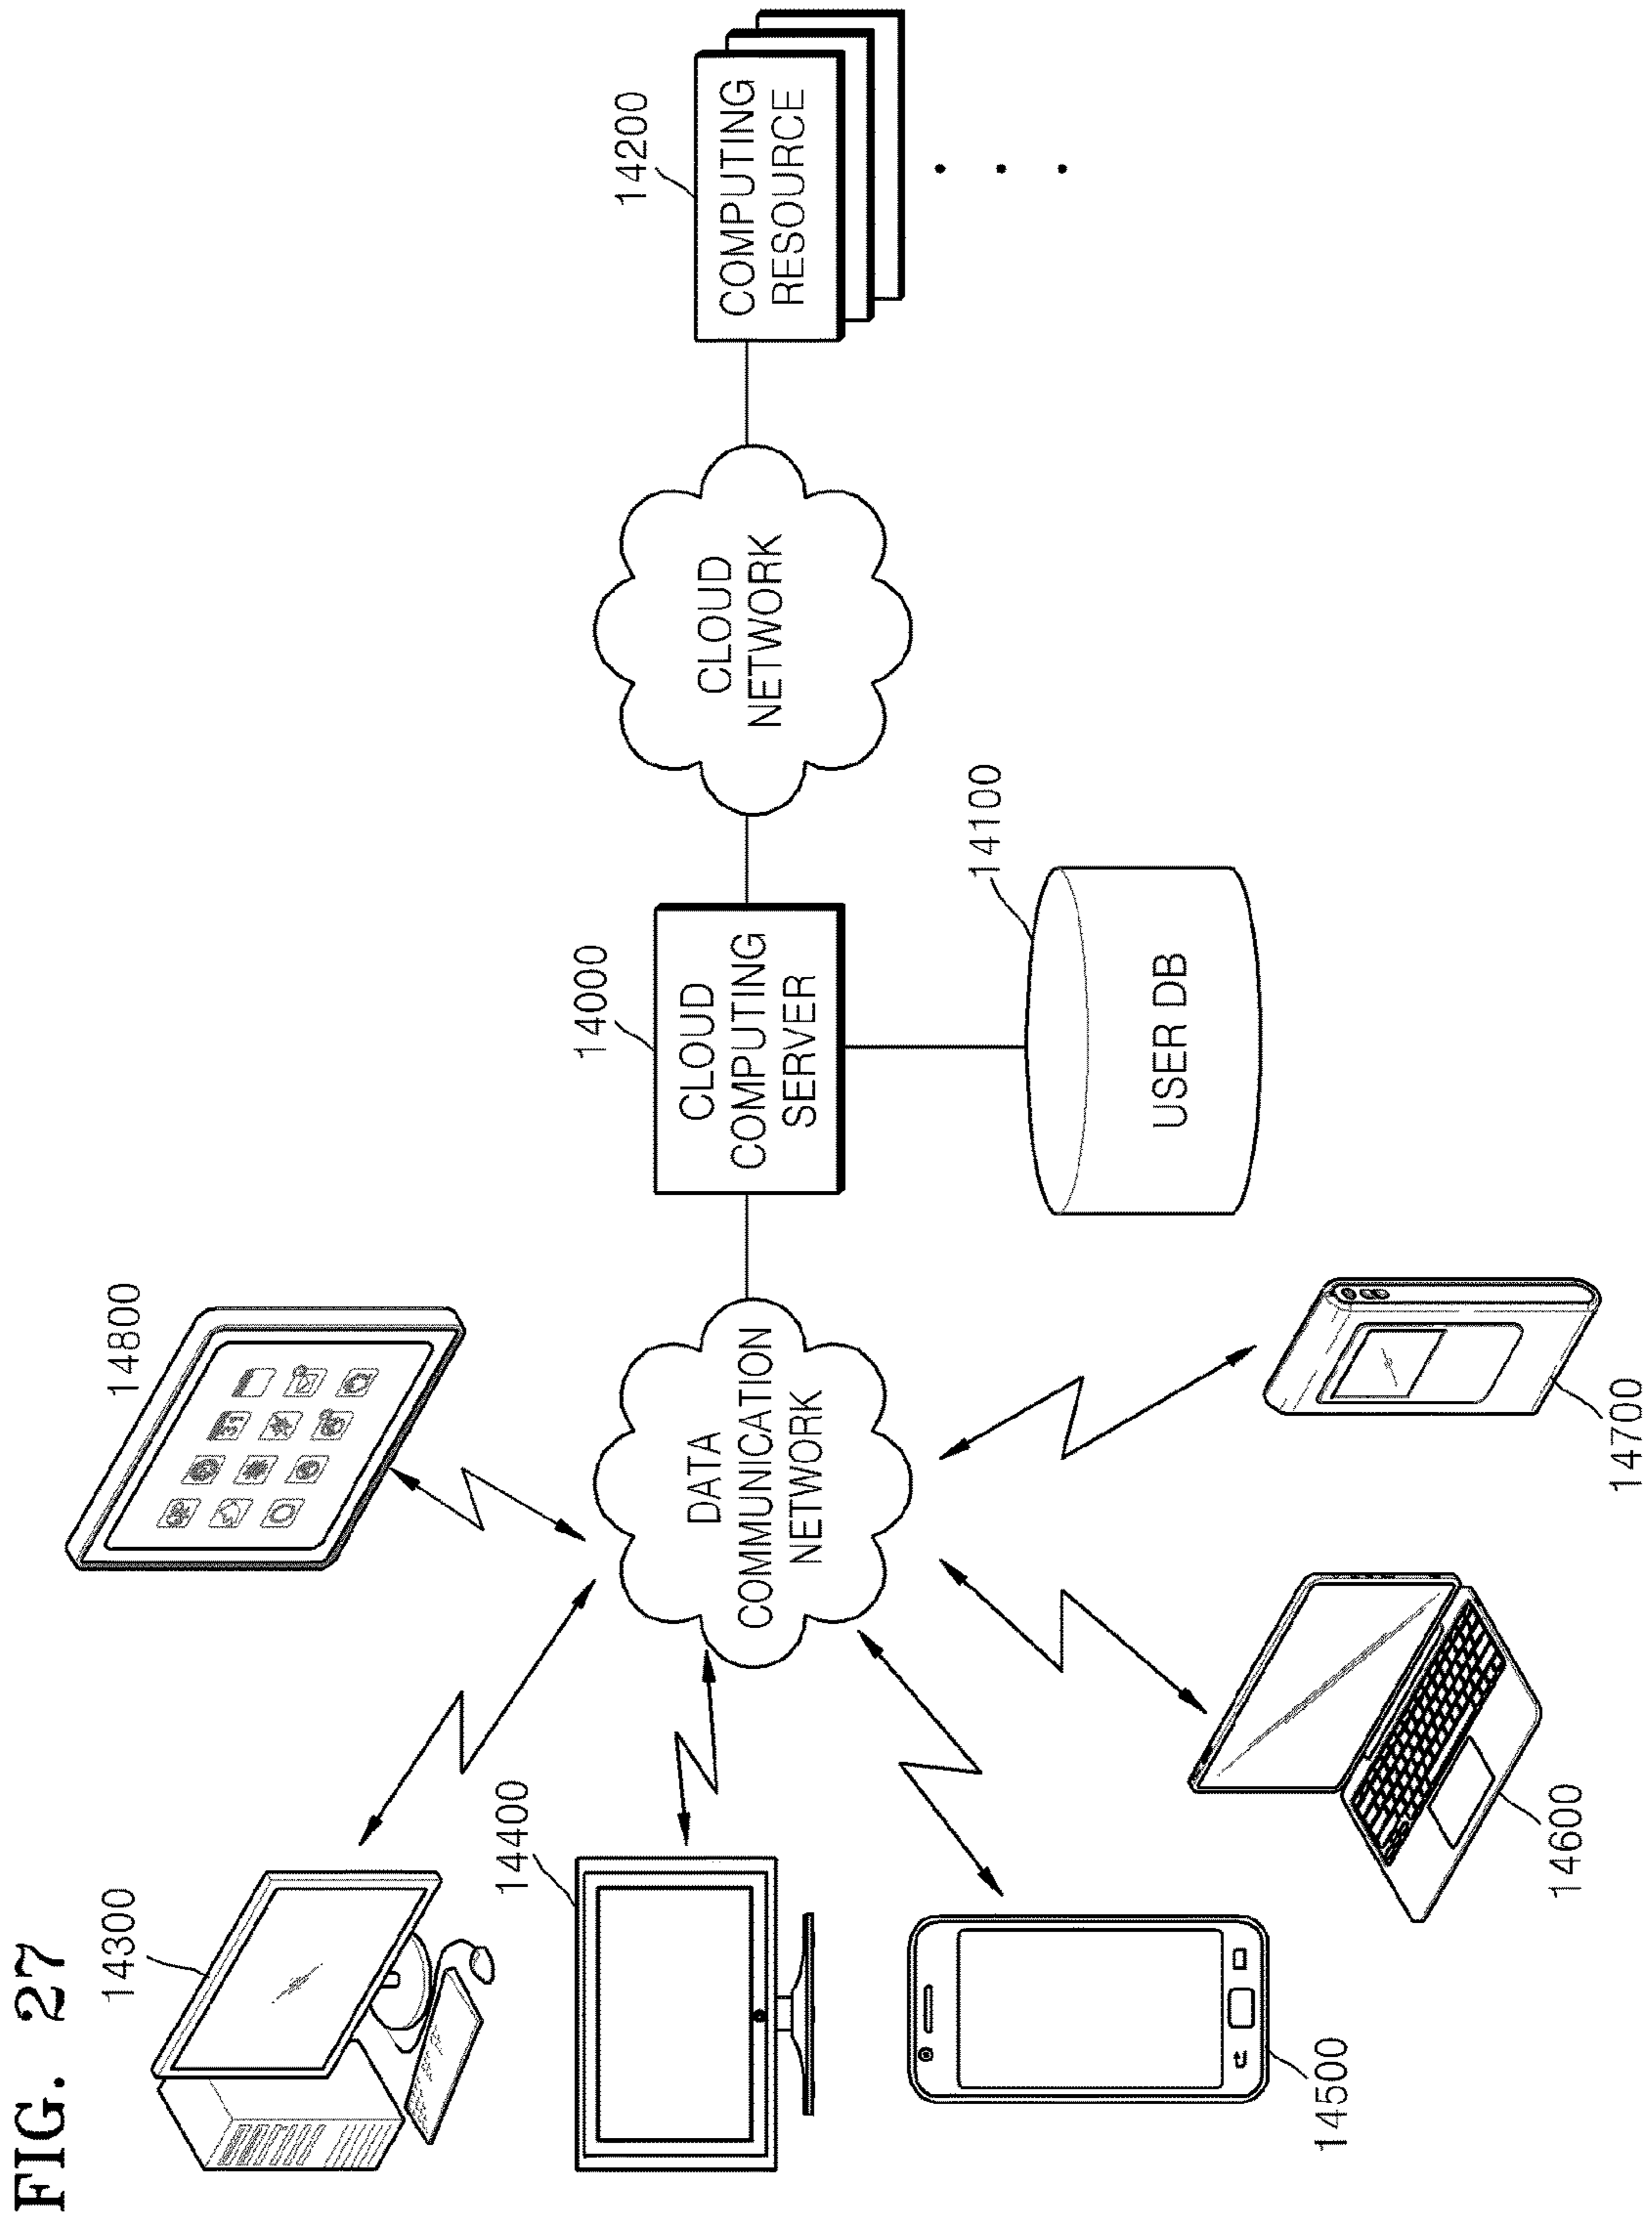 FIG. 27
14300
14800
14400
14500
14600
14700
DATA
COMMUNICATION
NETWORK
14000
CLOUD
COMPUTING
SERVER
14100
USER DB
CLOUD
NETWORK
14200
COMPUTING
RESOURCE